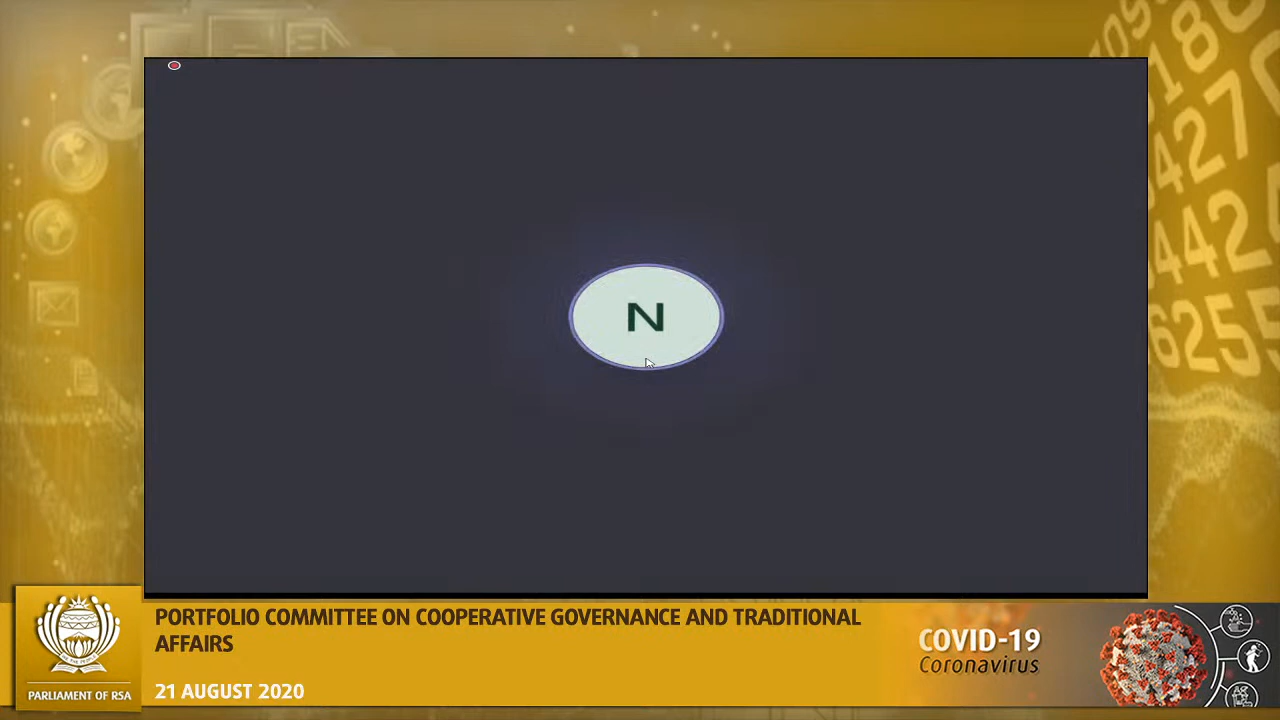 N
PORTFOLIO COMMITTEE ON COOPERATIVE GOVERNANCE AND TRADITIONAL
AFFAIRS
21 AUGUST 2020
PARLIAMENT OF RSA
COVID-19
Coronavirus